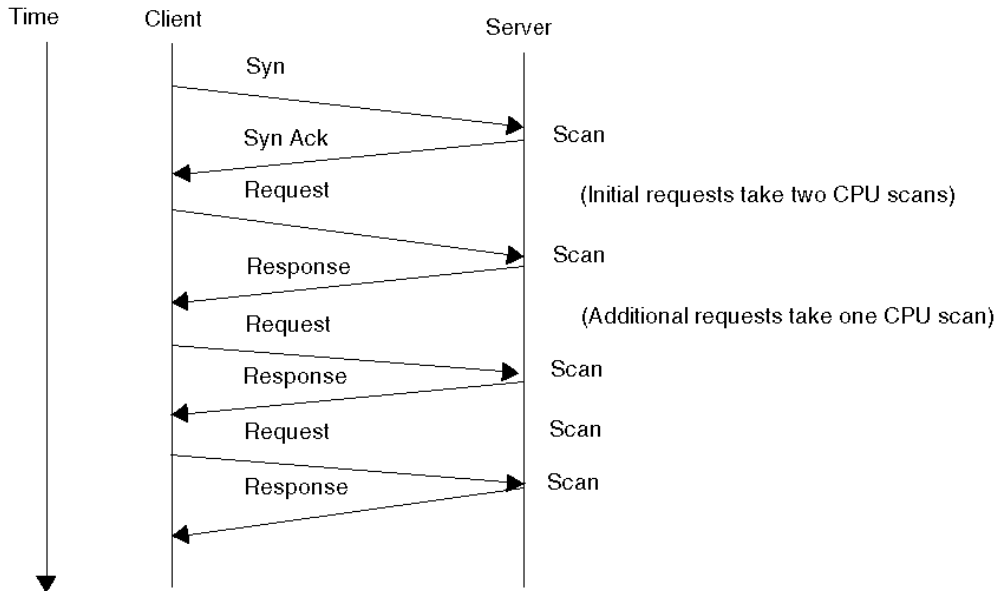 Time
Client
Server
Syn
Scan
Syn Ack
Request
(Initial requests take two CPU scans)
Scan
Response
(Additional requests take one CPU scan)
Request
Scan
Response
Request
Scan
Response
Scan